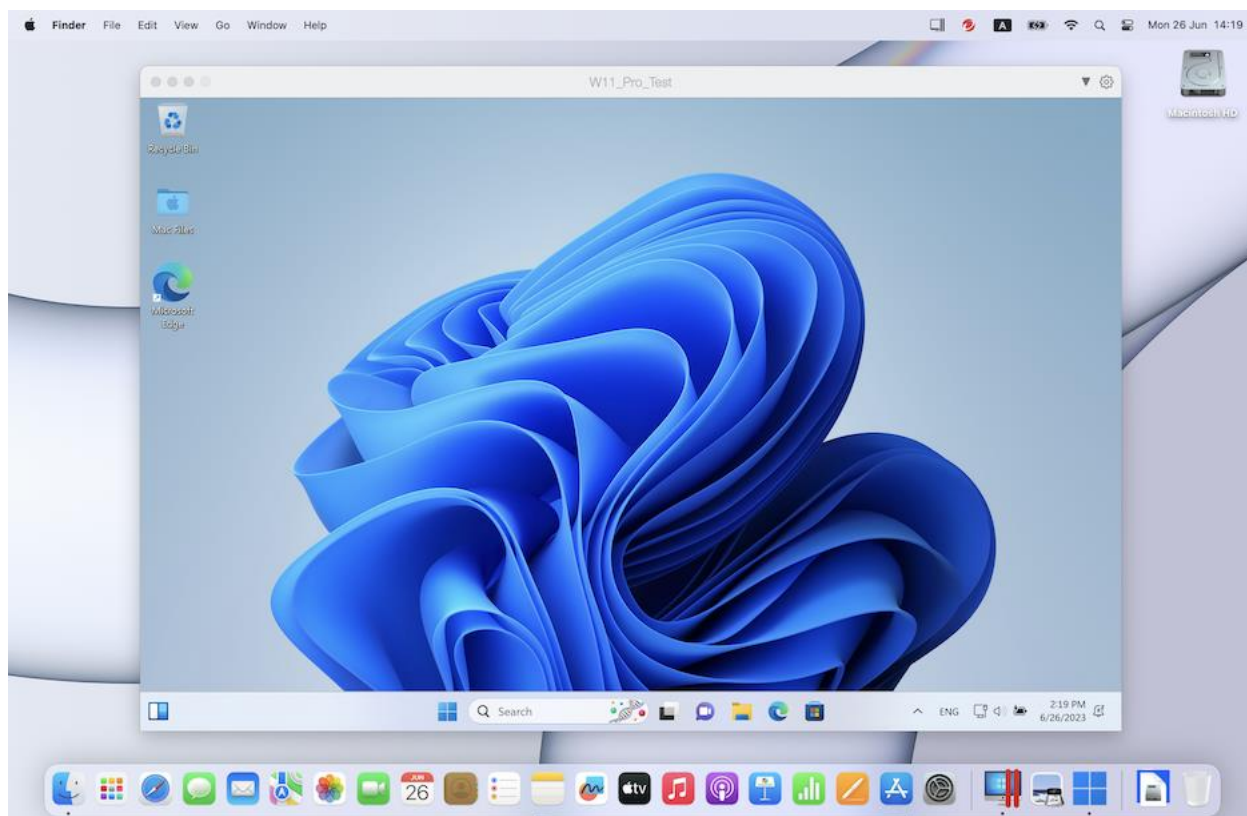 Finder File Edit View Go Window Help
A
Mon 26 Jun 14:19
W11_Pro_Test
Macintosh HD
Recycle Bin
Mac Files
Microsoft
Edge
Search
ENG
2:19 PM
6/26/2023
JUN
26
tv